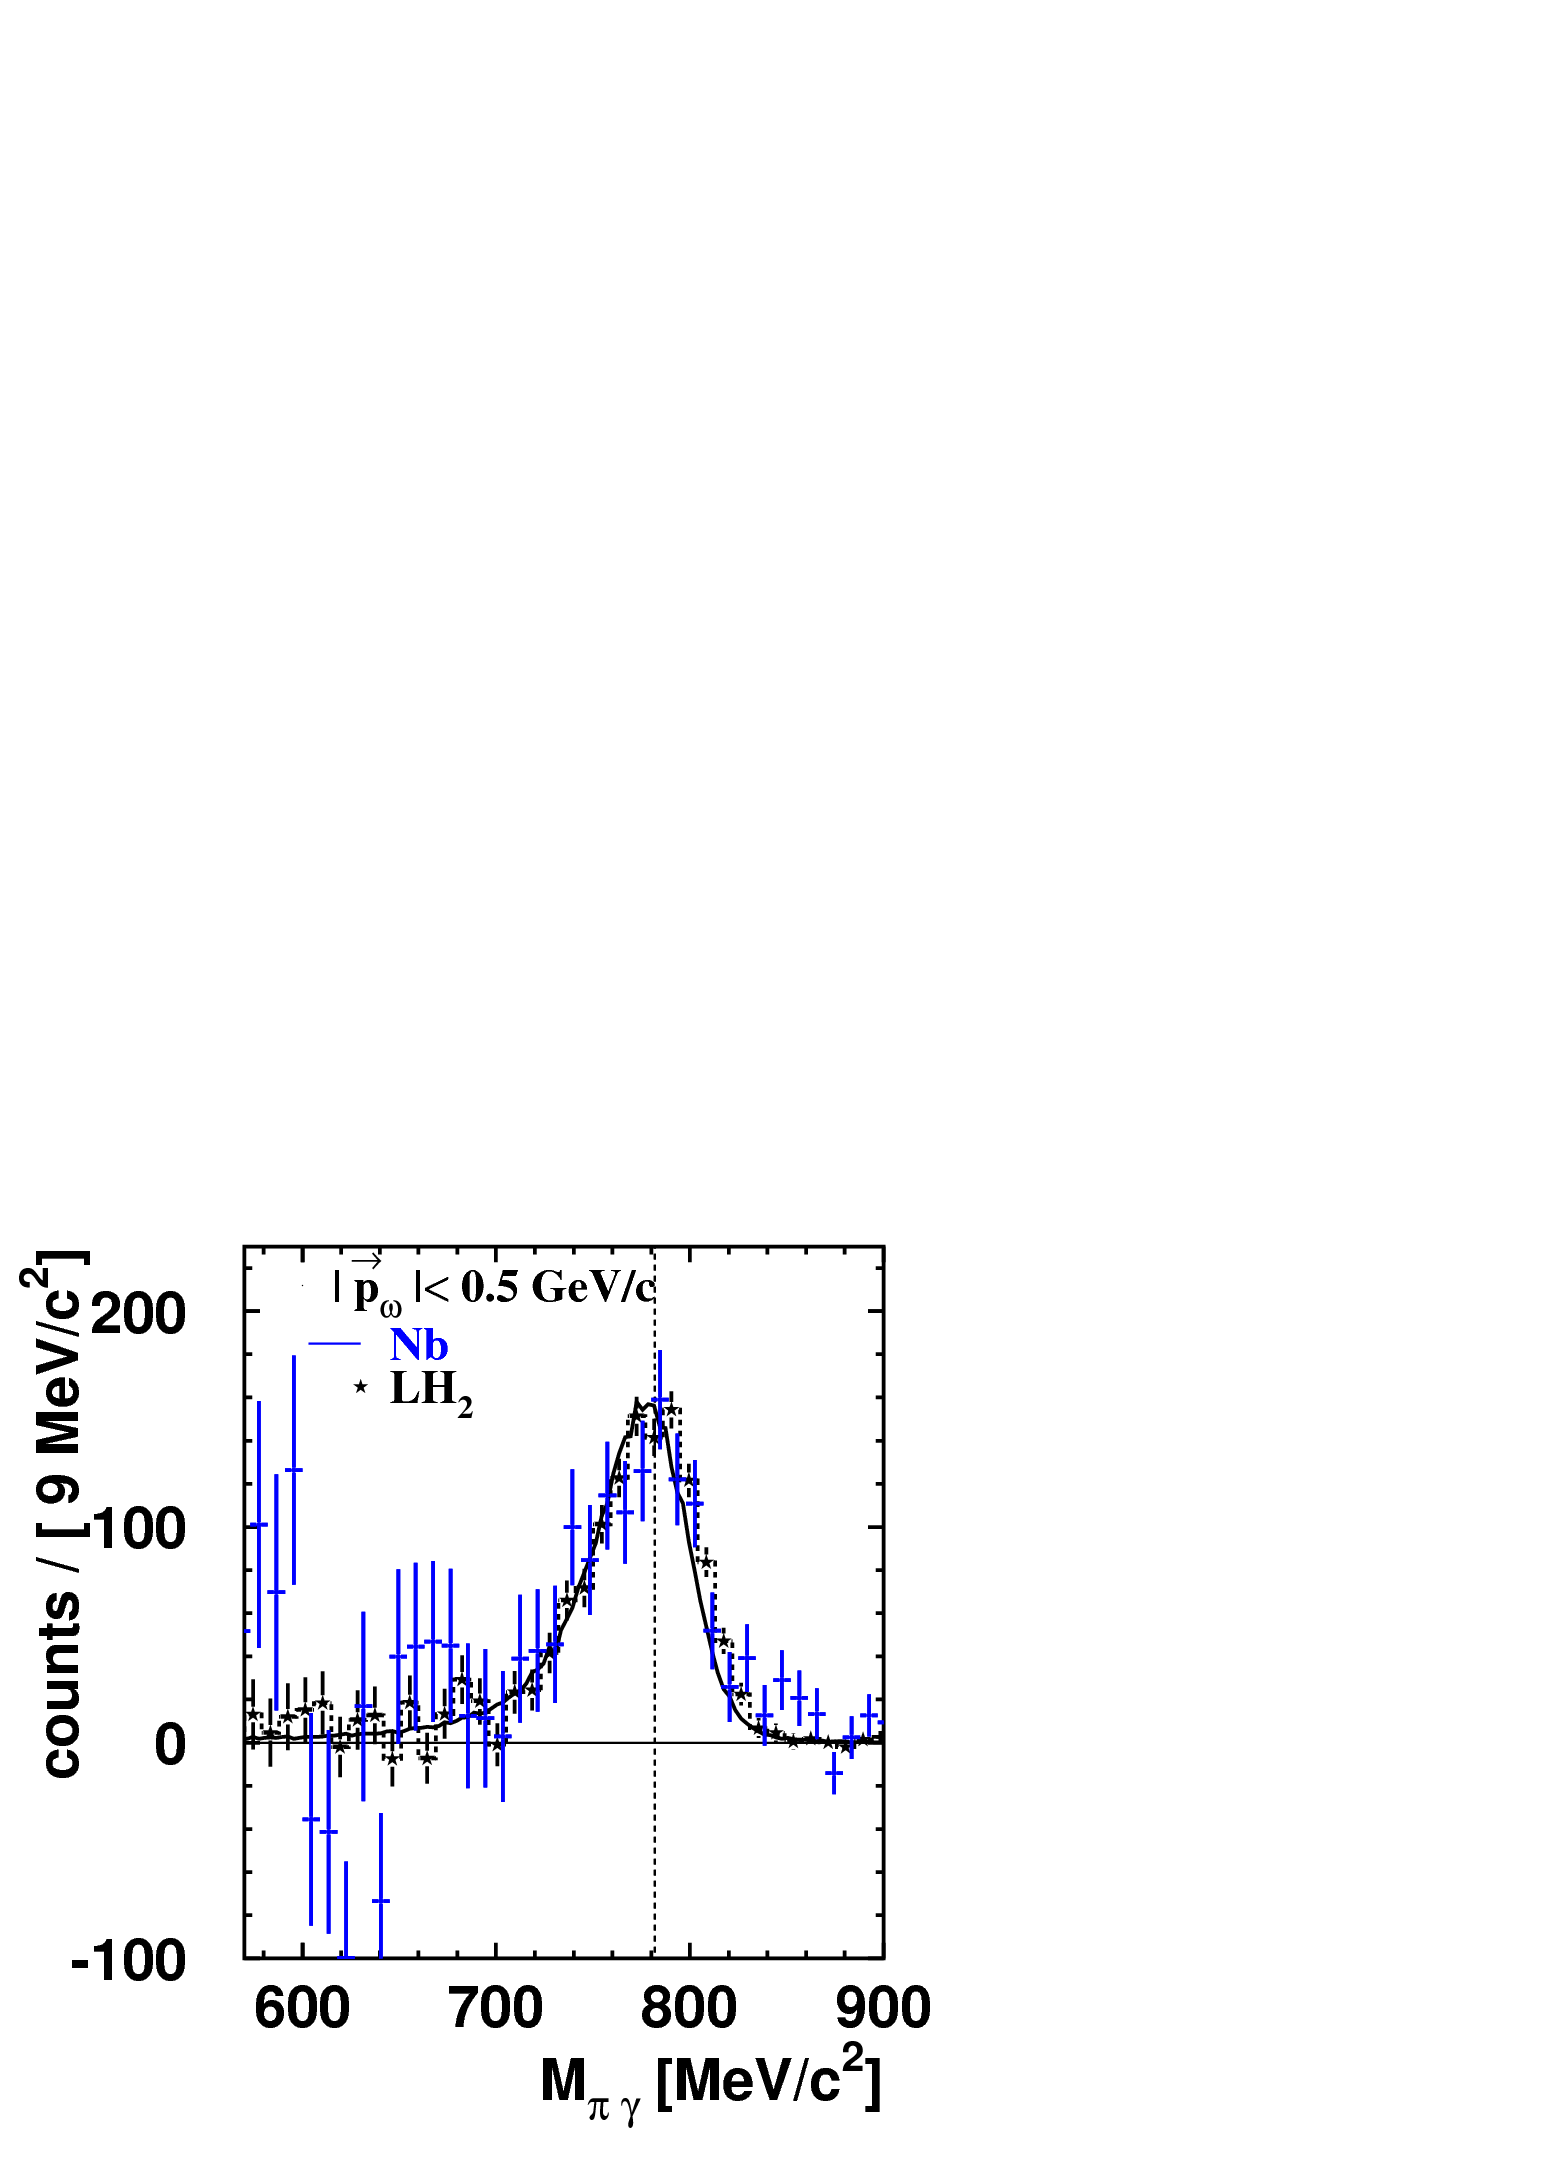 | p⃗ω |< 0.5 GeV/c
Nb
LH2
counts / [ 9 MeV/c2]
200
100
0
-100
600 700 800 900
Mπ γ [MeV/c2]